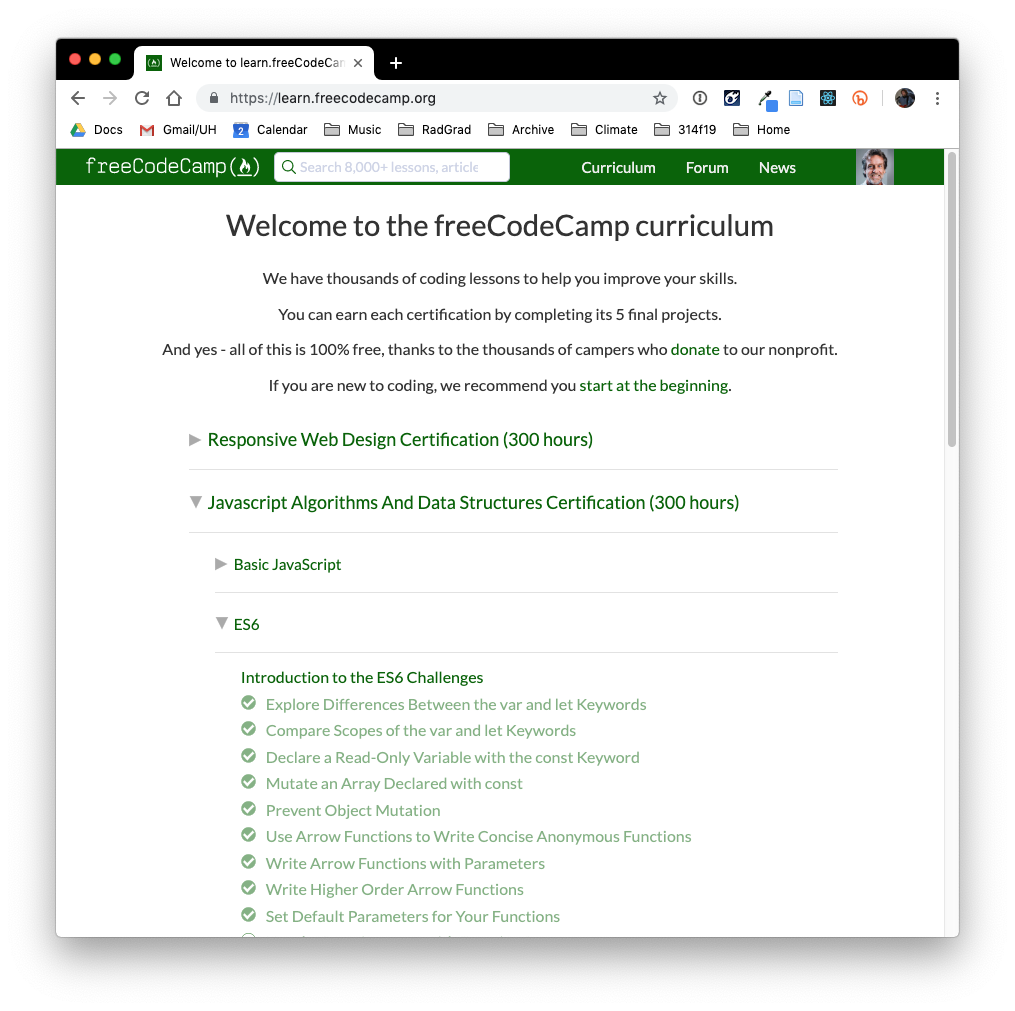 Welcome to learn.freeCodeCan
https://learn.freecodecamp.org
Docs Gmail/UH 2 Calendar Music RadGrad Archive Climate 314f19 Home
freeCodeCamp Search 8,000+ lessons, article Curriculum Forum News
Welcome to the freeCodeCamp curriculum
We have thousands of coding lessons to help you improve your skills.
You can earn each certification by completing its 5 final projects.
And yes - all of this is 100% free, thanks to the thousands of campers who donate to our nonprofit.
If you are new to coding, we recommend you start at the beginning.
Responsive Web Design Certification (300 hours)
Javascript Algorithms And Data Structures Certification (300 hours)
Basic JavaScript
ES6
Introduction to the ES6 Challenges
Explore Differences Between the var and let Keywords
Compare Scopes of the var and let Keywords
Declare a Read-Only Variable with the const Keyword
Mutate an Array Declared with const
Prevent Object Mutation
Use Arrow Functions to Write Concise Anonymous Functions
Write Arrow Functions with Parameters
Write Higher Order Arrow Functions
Set Default Parameters for Your Functions